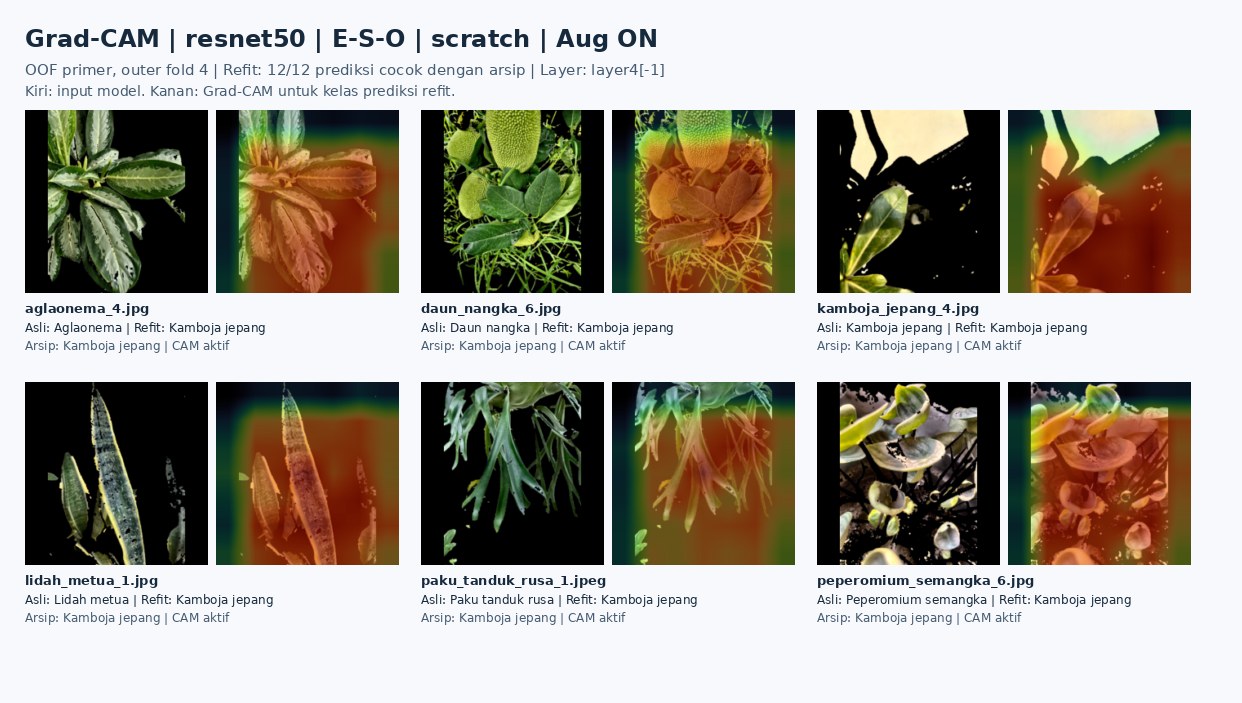 Grad-CAM | resnet50 | E-S-O | scratch | Aug ON
OOF primer, outer fold 4 | Refit: 12/12 prediksi cocok dengan arsip | Layer: layer4[-1]
Kiri: input model. Kanan: Grad-CAM untuk kelas prediksi refit.
aglaonema_4.jpg
Asli: Aglaonema | Refit: Kamboja jepang
Arsip: Kamboja jepang | CAM aktif
daun_nangka_6.jpg
Asli: Daun nangka | Refit: Kamboja jepang
Arsip: Kamboja jepang | CAM aktif
kamboja_jepang_4.jpg
Asli: Kamboja jepang | Refit: Kamboja jepang
Arsip: Kamboja jepang | CAM aktif
lidah_metua_1.jpg
Asli: Lidah metua | Refit: Kamboja jepang
Arsip: Kamboja jepang | CAM aktif
paku_tanduk_rusa_1.jpeg
Asli: Paku tanduk rusa | Refit: Kamboja jepang
Arsip: Kamboja jepang | CAM aktif
peperomium_semangka_6.jpg
Asli: Peperomium semangka | Refit: Kamboja jepang
Arsip: Kamboja jepang | CAM aktif